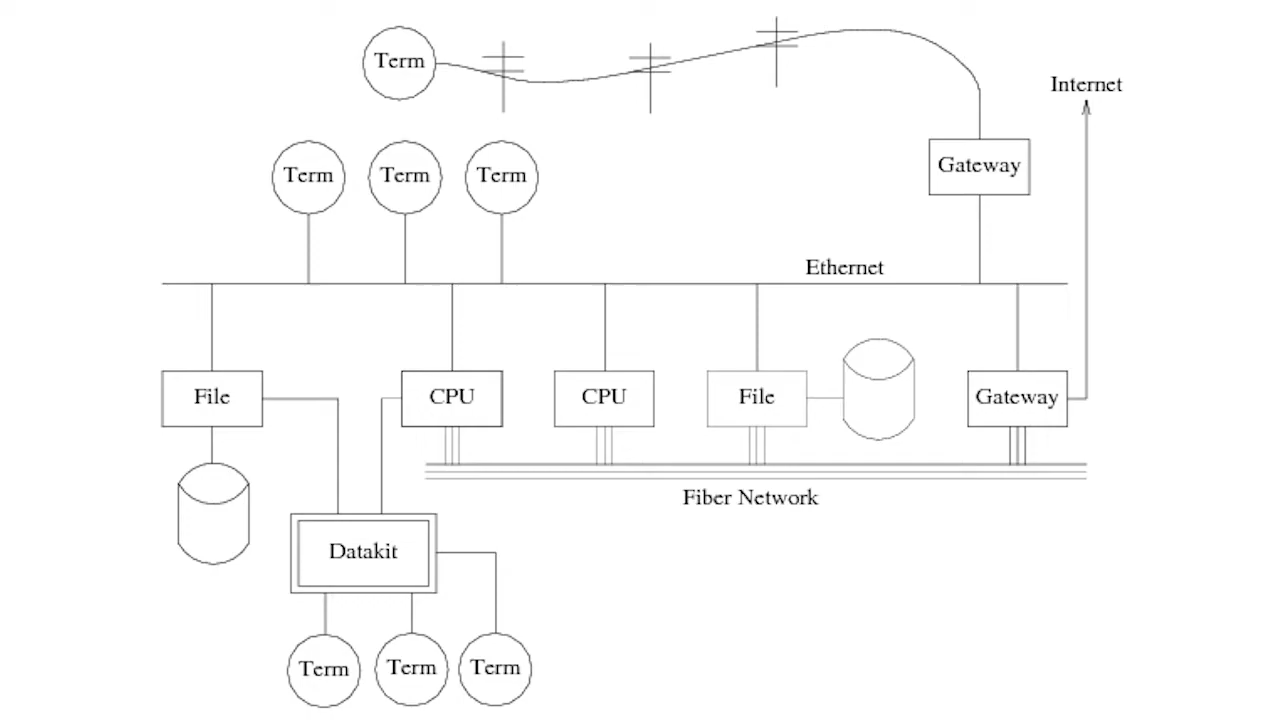 Term
Internet
Gateway
Term
Term
Term
Ethernet
File
CPU
CPU
File
Gateway
Fiber Network
Datakit
Term
Term
Term